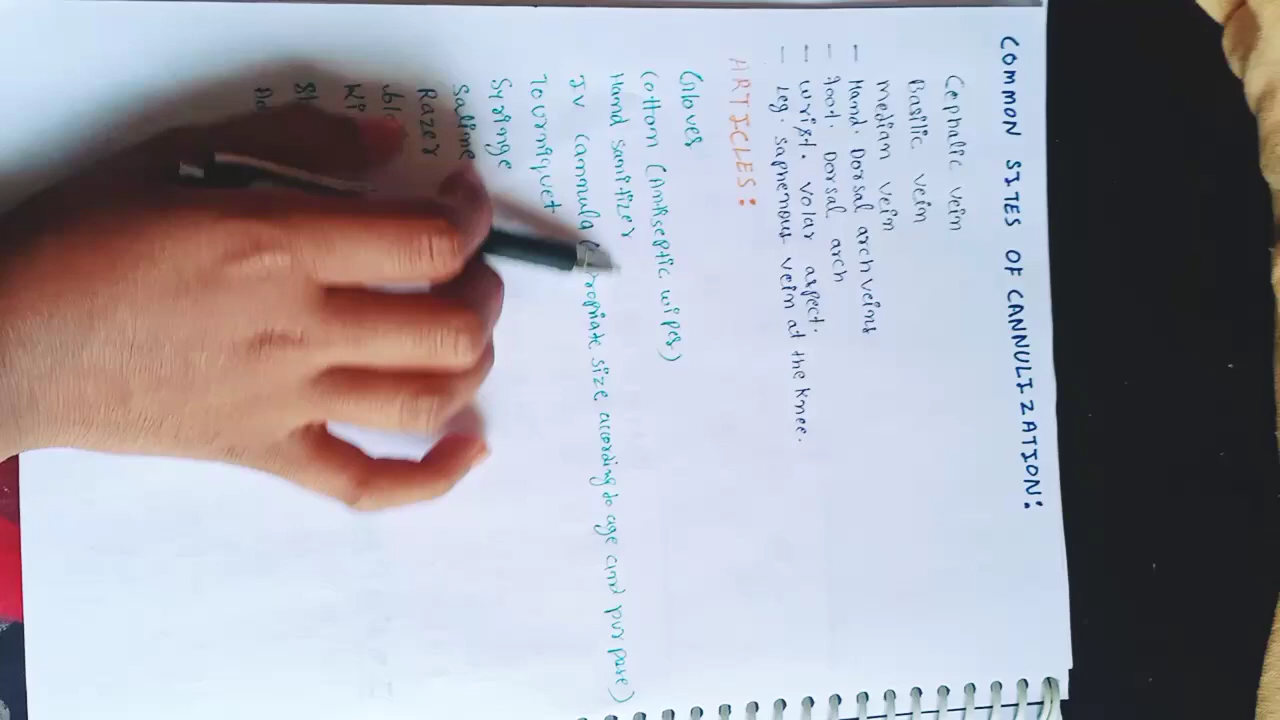 COMMON SITES OF CANNULIZATION:
Cephalic vein
Basilic vein
median vein
- Hand. Dorsal arch veins
- foot. Dorsal arch
- wrist. volar aspect.
- Leg. saphenous vein at the knee.
ARTICLES:
Gloves
Cotton (Antiseptic wipes)
Hand sanitizer
IV Cannula size according to age and purpose)
Tourniquet
Syringe
Saline
Razer